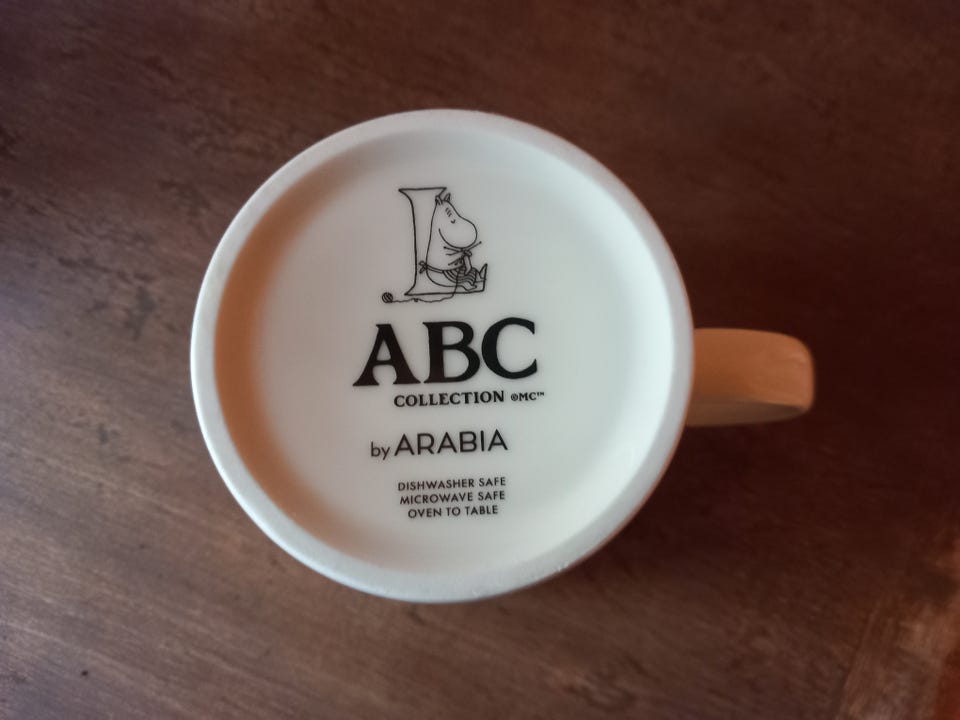 L
ABC
COLLECTION ©MC™
by ARABIA
DISHWASHER SAFE
MICROWAVE SAFE
OVEN TO TABLE